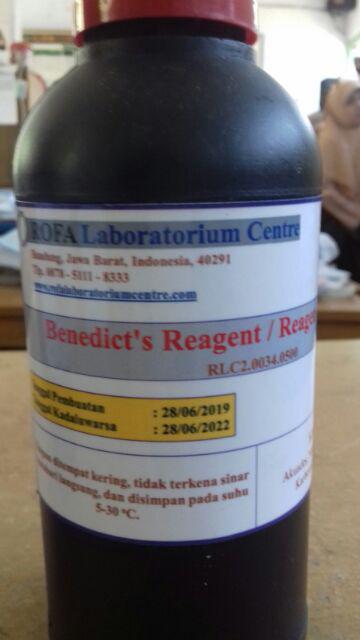 ROFA Laboratorium Centre
Bandung, Jawa Barat, Indonesia, 40291
Tlp. 0878 - 5111 - 8333
www.rofalaboratoriumcentre.com
Benedict's Reagent / Reagen
RLC2.0034.0500
Pembuatan : 28/06/2019
Kadaluwarsa : 28/06/2022
ditempat kering, tidak terkena sinar
langsung, dan disimpan pada suhu
5-30 °C.